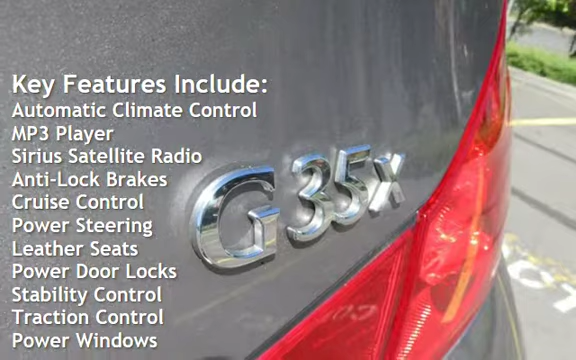 Key Features Include:
Automatic Climate Control
MP3 Player
Sirius Satellite Radio
Anti-Lock Brakes
Cruise Control
Power Steering
Leather Seats
Power Door Locks
Stability Control
Traction Control
Power Windows
G35x